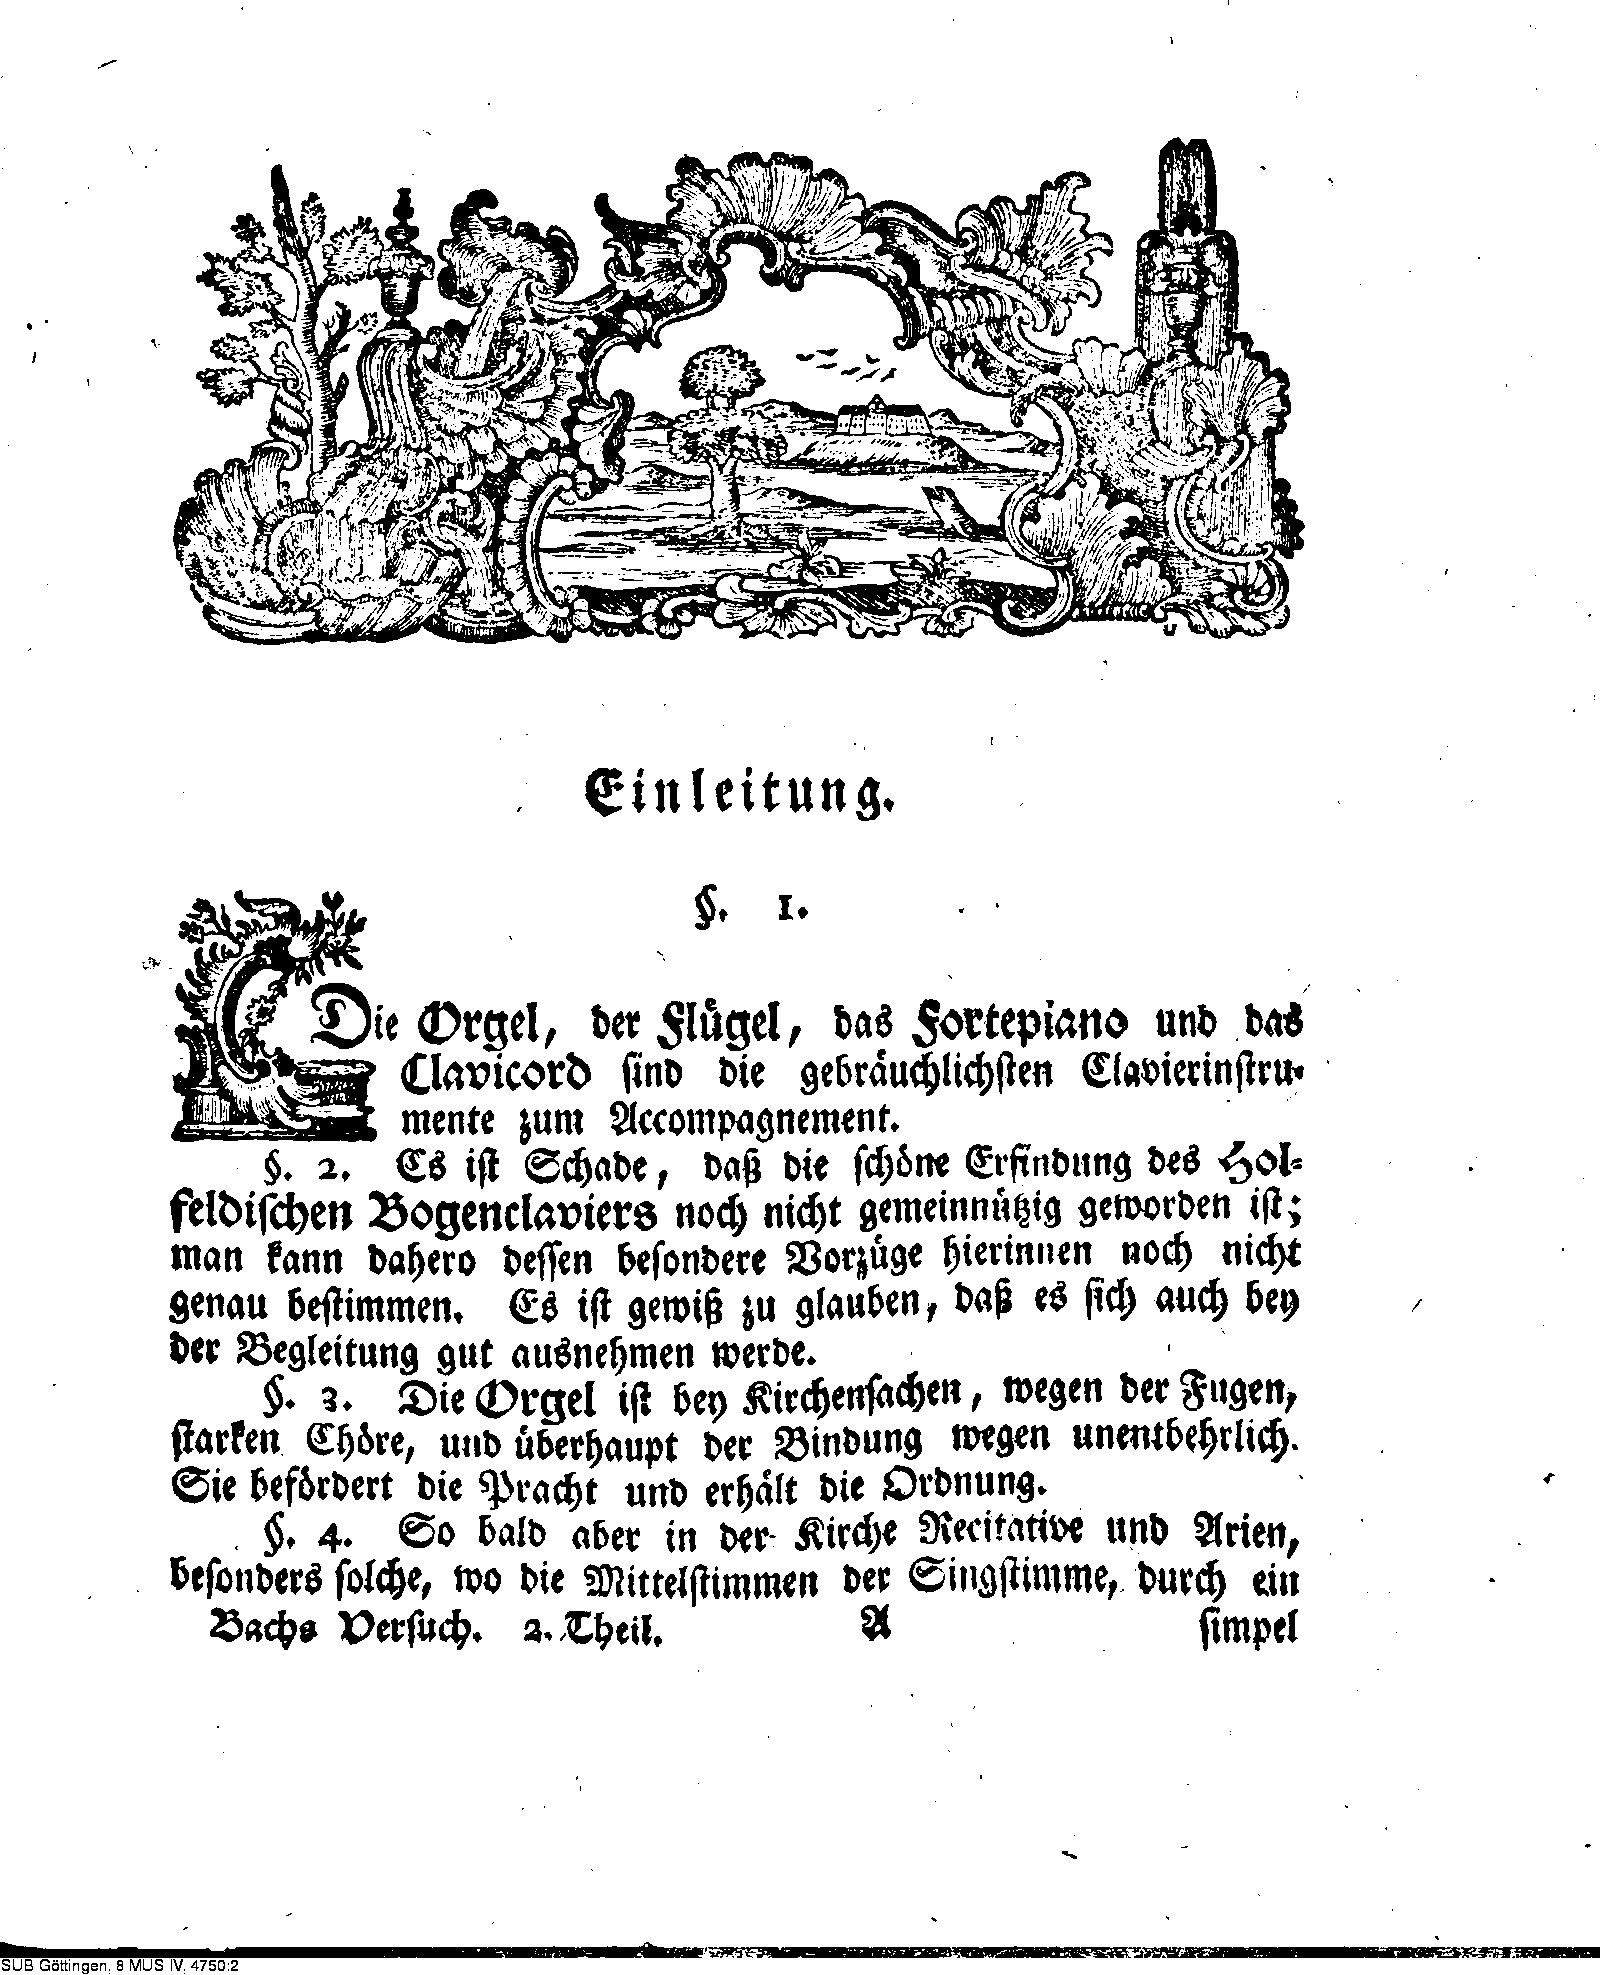 Einleitung.
§. 1.
Die Orgel, der Flügel, das Fortepiano und das
Clavicord sind die gebräuchlichsten Clavierinstru-
mente zum Accompagnement.
§. 2. Es ist Schade, daß die schöne Erfindung des Hol-
feldischen Bogenclaviers noch nicht gemeinnützig geworden ist;
man kann dahero dessen besondere Vorzüge hierinnen noch nicht
genau bestimmen. Es ist gewiß zu glauben, daß es sich auch bey
der Begleitung gut ausnehmen werde.
§. 3. Die Orgel ist bey Kirchensachen, wegen der Fugen,
starken Chöre, und überhaupt der Bindung wegen unentbehrlich.
Sie befördert die Pracht und erhält die Ordnung.
§. 4. So bald aber in der Kirche Recitative und Arien,
besonders solche, wo die Mittelstimmen der Singstimme, durch ein
Bachs Versuch. 2. Theil. A simpel
SUB Göttingen, 8 MUS IV, 4750:2